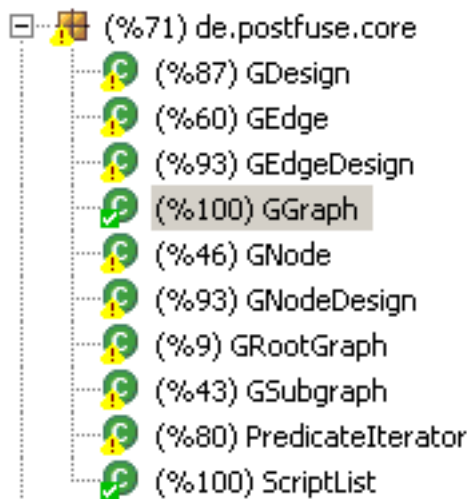 (%71) de.postfuse.core
(%87) GDesign
(%60) GEdge
(%93) GEdgeDesign
(%100) GGraph
(%46) GNode
(%93) GNodeDesign
(%9) GRootGraph
(%43) GSubgraph
(%80) PredicateIterator
(%100) ScriptList